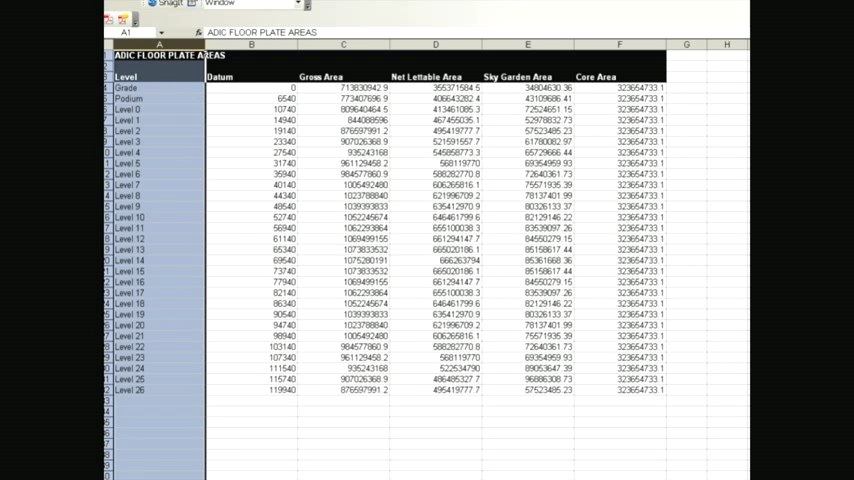 SnagIt Window
A1 fx ADIC FLOOR PLATE AREAS
A B C D E F G H
ADIC FLOOR PLATE AREAS
Level Datum Gross Area Net Lettable Area Sky Garden Area Core Area
Grade 0 713830942.9 355371584.5 34804630.36 323654733.1
Podium 6540 773407696.9 406643282.4 43109686.41 323654733.1
Level 0 10740 809640464.5 413461085.3 72524651.15 323654733.1
Level 1 14940 844088596 467455035.1 52978832.73 323654733.1
Level 2 19140 876597991.2 495419777.7 57523485.23 323654733.1
Level 3 23340 907026368.9 521591557.7 61780082.97 323654733.1
Level 4 27540 935243168 545858773.3 65729666.44 323654733.1
Level 5 31740 961129458.2 568119770 69354959.93 323654733.1
Level 6 35940 984577860.9 588282770.8 72640361.73 323654733.1
Level 7 40140 1005492480 606265816.1 75571935.39 323654733.1
Level 8 44340 1023788840 621996709.2 78137401.99 323654733.1
Level 9 48540 1039393833 635412970.9 80326133.37 323654733.1
Level 10 52740 1052245674 646461799.6 82129146.22 323654733.1
Level 11 56940 1062293864 655100038.3 83539097.26 323654733.1
Level 12 61140 1069499155 661294147.7 84550279.15 323654733.1
Level 13 65340 1073833532 665020186.1 85158617.44 323654733.1
Level 14 69540 1075280191 666263794 85361668.36 323654733.1
Level 15 73740 1073833532 665020186.1 85158617.44 323654733.1
Level 16 77940 1069499155 661294147.7 84550279.15 323654733.1
Level 17 82140 1062293864 655100038.3 83539097.26 323654733.1
Level 18 86340 1052245674 646461799.6 82129146.22 323654733.1
Level 19 90540 1039393833 635412970.9 80326133.37 323654733.1
Level 20 94740 1023788840 621996709.2 78137401.99 323654733.1
Level 21 98940 1005492480 606265816.1 75571935.39 323654733.1
Level 22 103140 984577860.9 588282770.8 72640361.73 323654733.1
Level 23 107340 961129458.2 568119770 69354959.93 323654733.1
Level 24 111540 935243168 522534790 89053647.39 323654733.1
Level 25 115740 907026368.9 486485327.7 96886308.73 323654733.1
Level 26 119940 876597991.2 495419777.7 57523485.23 323654733.1